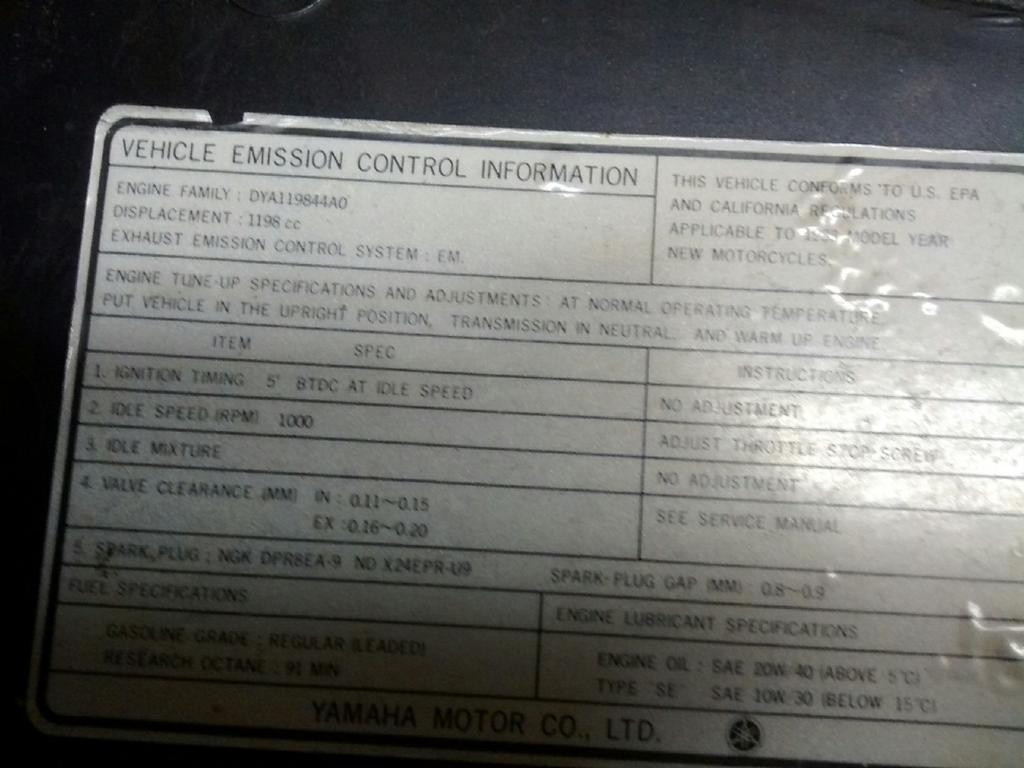 VEHICLE EMISSION CONTROL INFORMATION
ENGINE FAMILY : DYA119844A0
DISPLACEMENT : 1198 cc
EXHAUST EMISSION CONTROL SYSTEM : EM.
THIS VEHICLE CONFORMS TO U.S. EPA
AND CALIFORNIA REGULATIONS
APPLICABLE TO MODEL YEAR
NEW MOTORCYCLES.
ENGINE TUNE-UP SPECIFICATIONS AND ADJUSTMENTS : AT NORMAL OPERATING TEMPERATURE.
PUT VEHICLE IN THE UPRIGHT POSITION, TRANSMISSION IN NEUTRAL, AND WARM UP ENGINE.
ITEM SPEC INSTRUCTIONS
1. IGNITION TIMING 5° BTDC AT IDLE SPEED NO ADJUSTMENT
2. IDLE SPEED (RPM) 1000 ADJUST THROTTLE STOP SCREW
3. IDLE MIXTURE NO ADJUSTMENT
4. VALVE CLEARANCE (MM) IN : 0.11~0.15 SEE SERVICE MANUAL
EX : 0.16~0.20
5. SPARK PLUG : NGK DPR8EA-9 ND X24EPR-U9 SPARK-PLUG GAP (MM) : 0.8~0.9
FUEL SPECIFICATIONS
GASOLINE GRADE : REGULAR (LEADED)
RESEARCH OCTANE : 91 MIN
ENGINE LUBRICANT SPECIFICATIONS
ENGINE OIL : SAE 20W/40 (ABOVE 5°C)
TYPE "SE" SAE 10W/30 (BELOW 15°C)
YAMAHA MOTOR CO., LTD.